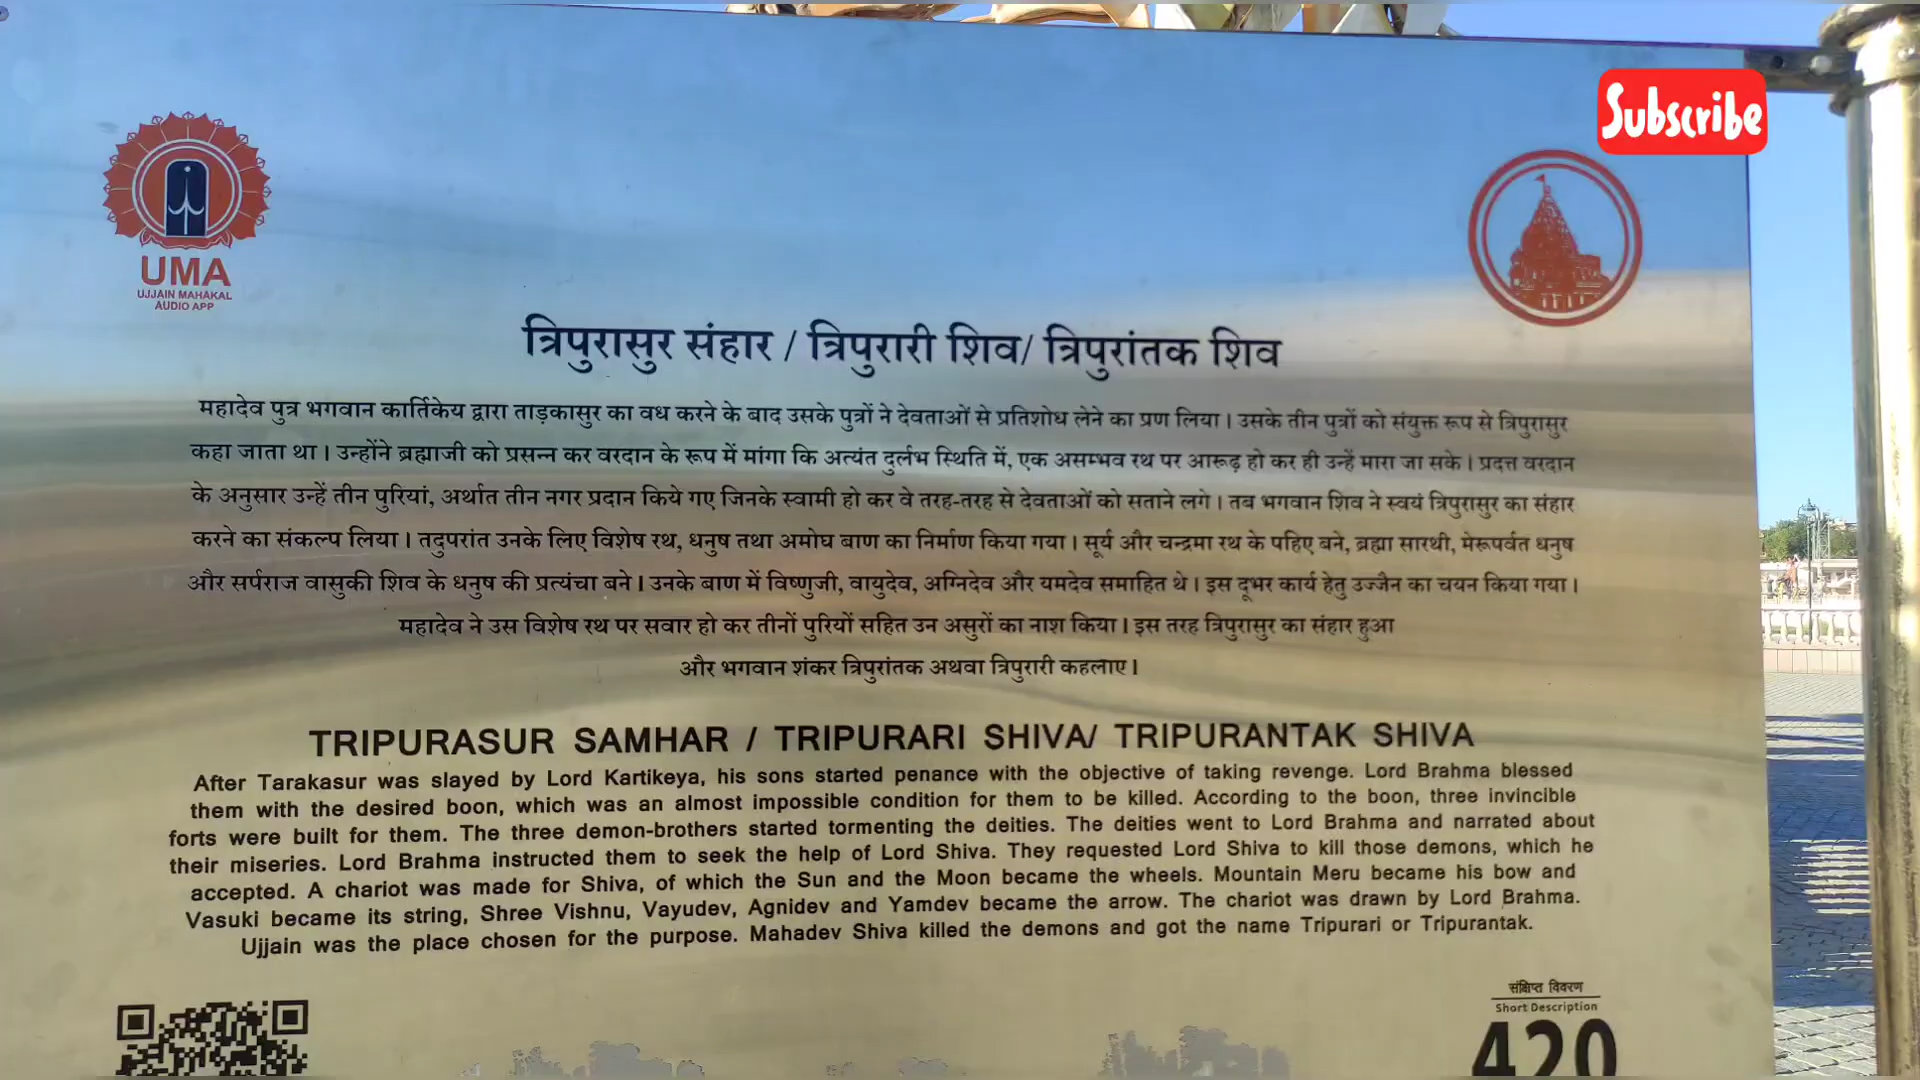 Subscribe
UMA
UJJAIN MAHAKAL
AUDIO APP
त्रिपुरासुर संहार / त्रिपुरारी शिव/ त्रिपुरांतक शिव
महादेव पुत्र भगवान कार्तिकेय द्वारा ताड़कासुर का वध करने के बाद उसके पुत्रों ने देवताओं से प्रतिशोध लेने का प्रण लिया । उसके तीन पुत्रों को संयुक्त रूप से त्रिपुरासुर
कहा जाता था । उन्होंने ब्रह्माजी को प्रसन्न कर वरदान के रूप में मांगा कि अत्यंत दुर्लभ स्थिति में, एक असम्भव रथ पर आरूढ़ हो कर ही उन्हें मारा जा सके । प्रदत्त वरदान
के अनुसार उन्हें तीन पुरियां, अर्थात तीन नगर प्रदान किये गए जिनके स्वामी हो कर वे तरह-तरह से देवताओं को सताने लगे । तब भगवान शिव ने स्वयं त्रिपुरासुर का संहार
करने का संकल्प लिया । तदुपरांत उनके लिए विशेष रथ, धनुष तथा अमोघ बाण का निर्माण किया गया । सूर्य और चन्द्रमा रथ के पहिए बने, ब्रह्मा सारथी, मेरूपर्वत धनुष
और सर्पराज वासुकी शिव के धनुष की प्रत्यंचा बने । उनके बाण में विष्णुजी, वायुदेव, अग्निदेव और यमदेव समाहित थे । इस दूभर कार्य हेतु उज्जैन का चयन किया गया ।
महादेव ने उस विशेष रथ पर सवार हो कर तीनों पुरियों सहित उन असुरों का नाश किया । इस तरह त्रिपुरासुर का संहार हुआ
और भगवान शंकर त्रिपुरांतक अथवा त्रिपुरारी कहलाए ।
TRIPURASUR SAMHAR / TRIPURARI SHIVA/ TRIPURANTAK SHIVA
After Tarakasur was slayed by Lord Kartikeya, his sons started penance with the objective of taking revenge. Lord Brahma blessed
them with the desired boon, which was an almost impossible condition for them to be killed. According to the boon, three invincible
forts were built for them. The three demon-brothers started tormenting the deities. The deities went to Lord Brahma and narrated about
their miseries. Lord Brahma instructed them to seek the help of Lord Shiva. They requested Lord Shiva to kill those demons, which he
accepted. A chariot was made for Shiva, of which the Sun and the Moon became the wheels. Mountain Meru became his bow and
Vasuki became its string, Shree Vishnu, Vayudev, Agnidev and Yamdev became the arrow. The chariot was drawn by Lord Brahma.
Ujjain was the place chosen for the purpose. Mahadev Shiva killed the demons and got the name Tripurari or Tripurantak.
संक्षिप्त विवरण
Short Description
420